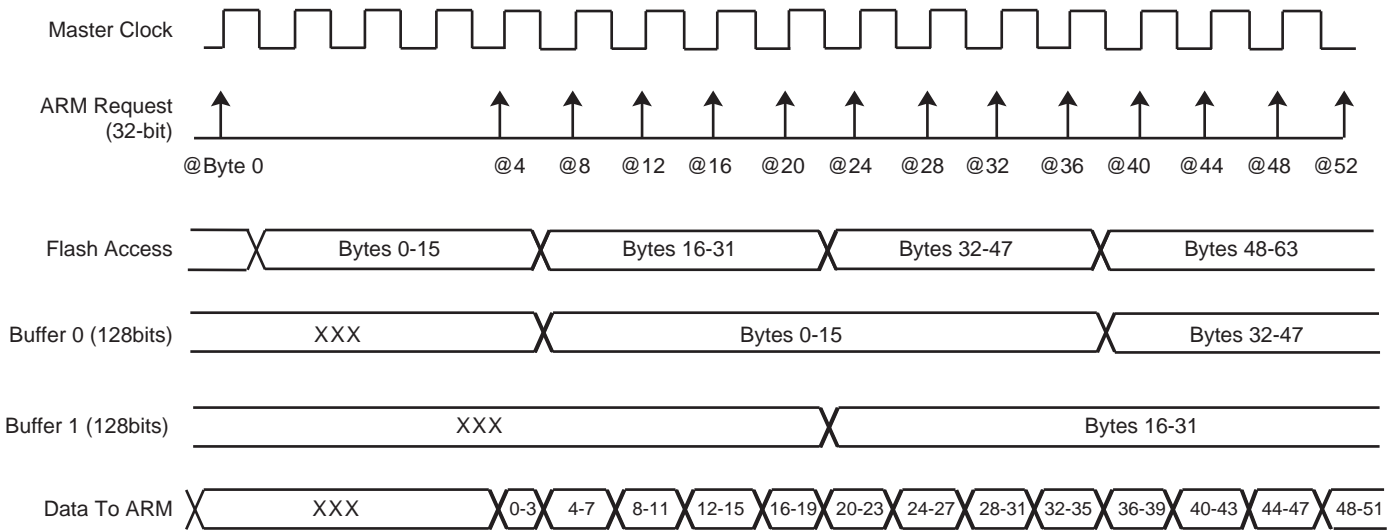 Master Clock
ARM Request
(32-bit)
@Byte 0 @4 @8 @12 @16 @20 @24 @28 @32 @36 @40 @44 @48 @52
Flash Access Bytes 0-15 Bytes 16-31 Bytes 32-47 Bytes 48-63
Buffer 0 (128bits) XXX Bytes 0-15 Bytes 32-47
Buffer 1 (128bits) XXX Bytes 16-31
Data To ARM XXX 0-3 4-7 8-11 12-15 16-19 20-23 24-27 28-31 32-35 36-39 40-43 44-47 48-51